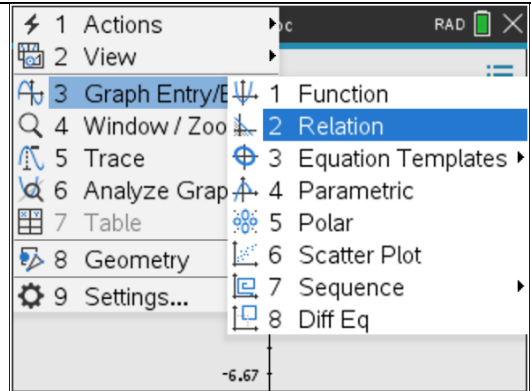 1 Actions
2 View
3 Graph Entry/E
4 Window / Zoo
5 Trace
6 Analyze Grap
7 Table
8 Geometry
9 Settings...
oc RAD
1 Function
2 Relation
3 Equation Templates
4 Parametric
5 Polar
6 Scatter Plot
7 Sequence
8 Diff Eq
-6.67